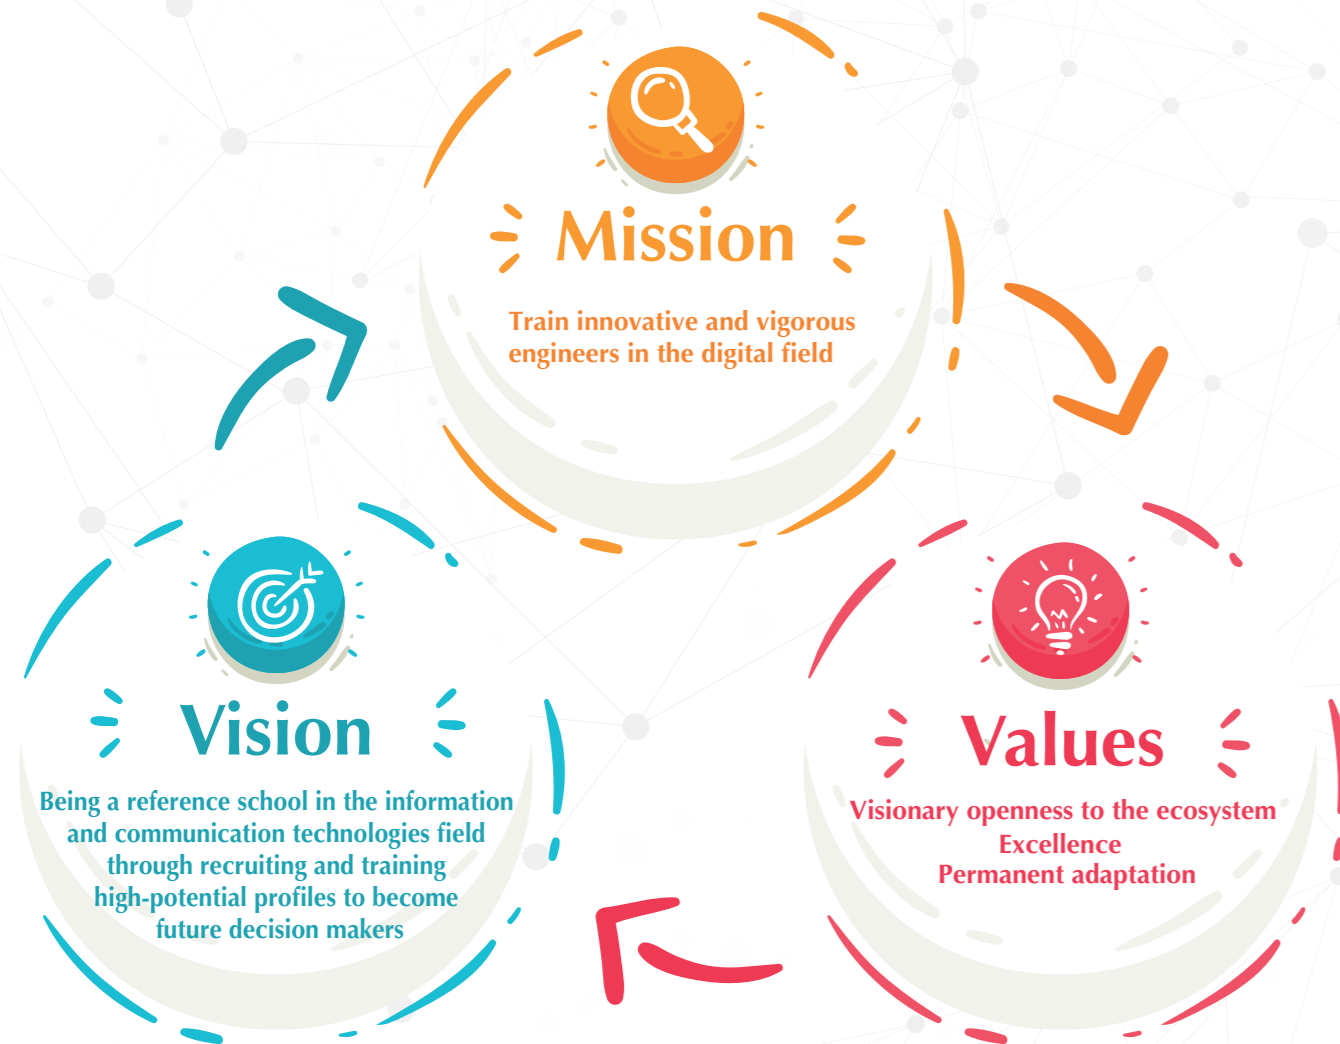 Mission
Train innovative and vigorous
engineers in the digital field
Vision
Being a reference school in the information
and communication technologies field
through recruiting and training
high-potential profiles to become
future decision makers
Values
Visionary openness to the ecosystem
Excellence
Permanent adaptation